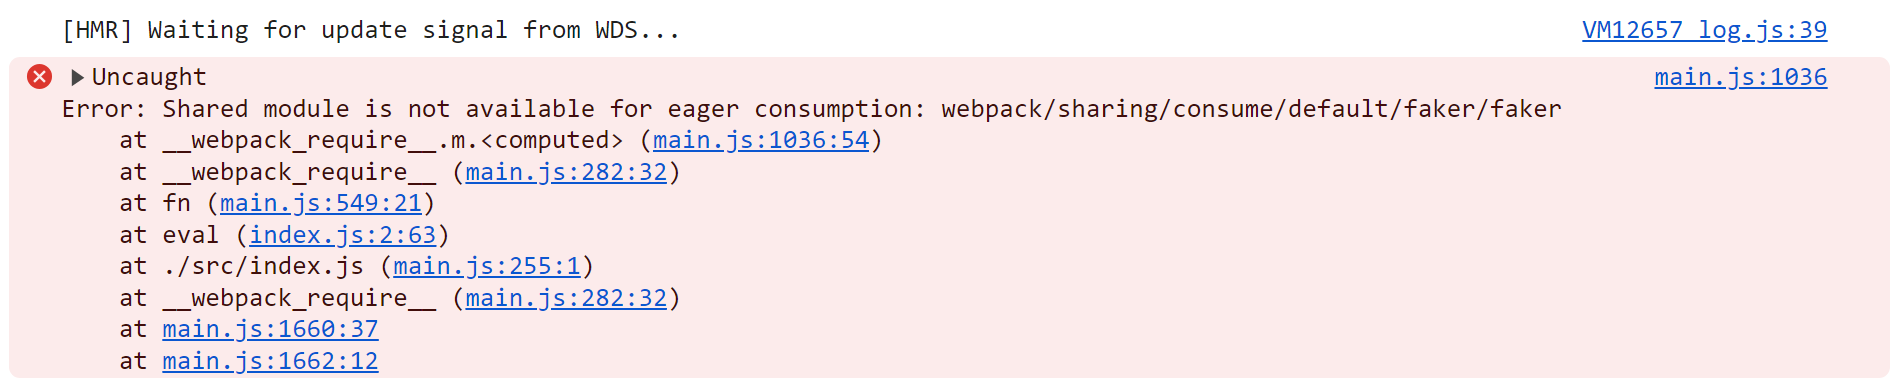 [HMR] Waiting for update signal from WDS... VM12657 log.js:39
Uncaught main.js:1036
Error: Shared module is not available for eager consumption: webpack/sharing/consume/default/faker/faker
at __webpack_require__.m.<computed> (main.js:1036:54)
at __webpack_require__ (main.js:282:32)
at fn (main.js:549:21)
at eval (index.js:2:63)
at ./src/index.js (main.js:255:1)
at __webpack_require__ (main.js:282:32)
at main.js:1660:37
at main.js:1662:12